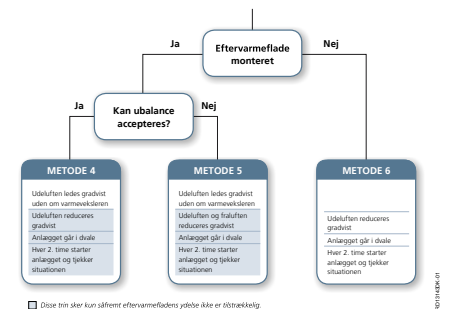 Ja
Eftervarmeflade
monteret
Nej
Ja
Kan ubalance
accepteres?
Nej
METODE 4
Udeluften ledes gradvist
uden om varmeveksleren
Udeluften reduceres
gradvist
Anlægget går i dvale
Hver 2. time starter
anlægget og tjekker
situationen
METODE 5
Udeluften ledes gradvist
uden om varmeveksleren
Udeluften og fraluften
reduceres gradvist
Anlægget går i dvale
Hver 2. time starter
anlægget og tjekker
situationen
METODE 6
Udeluften reduceres
gradvist
Anlægget går i dvale
Hver 2. time starter
anlægget og tjekker
situationen
Disse trin sker kun såfremt eftervarmefladens ydelse ikke er tilstrækkelig.
RD13143DK-01